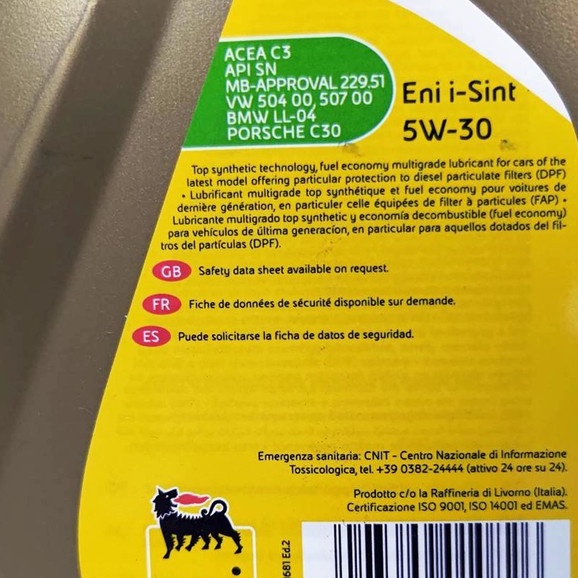 ACEA C3
API SN
MB-APPROVAL 229.51
VW 504 00, 507 00
BMW LL-04
PORSCHE C30
Eni i-Sint
5W-30
Top synthetic technology, fuel economy multigrade lubricant for cars of the
latest model offering particular protection to diesel particulate filters (DPF)
• Lubrificant multigrade top synthétique et fuel economy pour voitures de
dernière génération, en particuler celle équipées de filter à particules (FAP) •
Lubricante multigrado top synthetic y economía decombustible (fuel economy)
para vehículos de última generacíon, en particular para aquellos dotados del fil-
tros del partículas (DPF).
GB Safety data sheet available on request.
FR Fiche de données de sécurité disponible sur demande.
ES Puede solicitarse la ficha de datos de seguridad.
Emergenza sanitaria: CNIT - Centro Nazionale di Informazione
Tossicologica, tel. +39 0382-24444 (attivo 24 ore su 24).
Prodotto c/o la Raffineria di Livorno (Italia).
Certificazione ISO 9001, ISO 14001 ed EMAS.
681 Ed.2